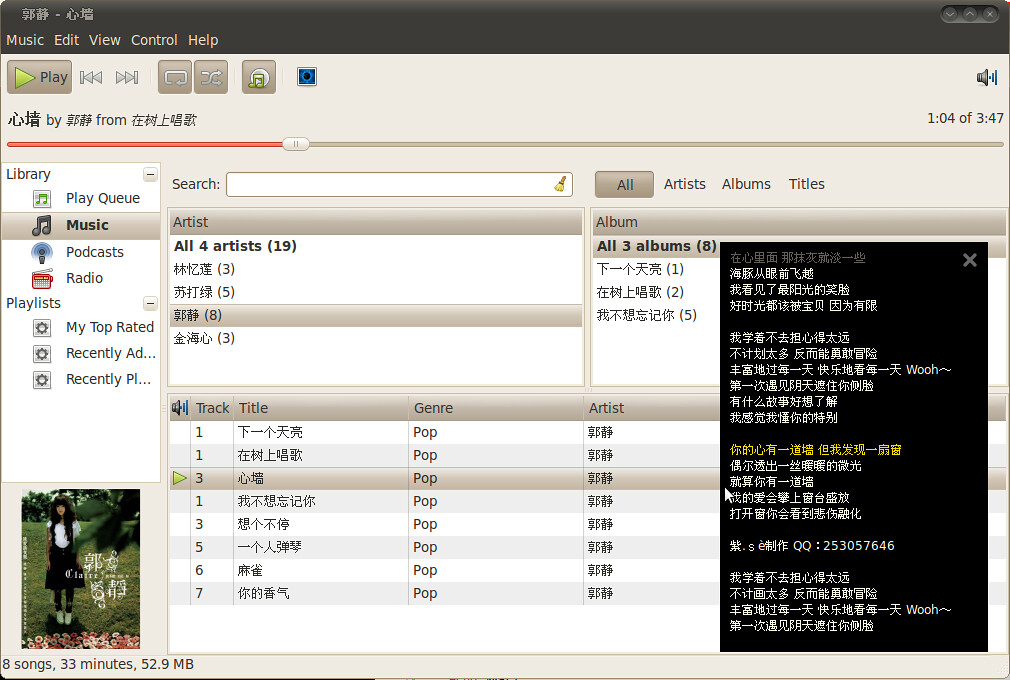 郭静 - 心墙
Music Edit View Control Help
Play
心墙 by 郭静 from 在树上唱歌
1:04 of 3:47
Library
Play Queue
Music
Podcasts
Radio
Playlists
My Top Rated
Recently Ad...
Recently Pl...
Search:
All Artists Albums Titles
Artist
All 4 artists (19)
林忆莲 (3)
苏打绿 (5)
郭静 (8)
金海心 (3)
Album
All 3 albums (8)
下一个天亮 (1)
在树上唱歌 (2)
我不想忘记你 (5)
Track Title Genre Artist
1 下一个天亮 Pop 郭静
1 在树上唱歌 Pop 郭静
3 心墙 Pop 郭静
1 我不想忘记你 Pop 郭静
3 想个不停 Pop 郭静
5 一个人弹琴 Pop 郭静
6 麻雀 Pop 郭静
7 你的香气 Pop 郭静
在心里面 那抹灰就淡一些
海豚从眼前飞越
我看见了最阳光的笑脸
好时光都该被宝贝 因为有限
我学着不去担心得太远
不计划太多 反而能勇敢冒险
丰富地过每一天 快乐地看每一天 Wooh～
第一次遇见阴天遮住你侧脸
有什么故事好想了解
我感觉我懂你的特别
你的心有一道墙 但我发现一扇窗
偶尔透出一丝暖暖的微光
就算你有一道墙
我的爱会攀上窗台盛放
打开窗你会看到悲伤融化
紫.ｓè制作 QQ：253057646
我学着不去担心得太远
不计画太多 反而能勇敢冒险
丰富地过每一天 快乐地看每一天 Wooh～
第一次遇见阴天遮住你侧脸
郭静
Claire
8 songs, 33 minutes, 52.9 MB